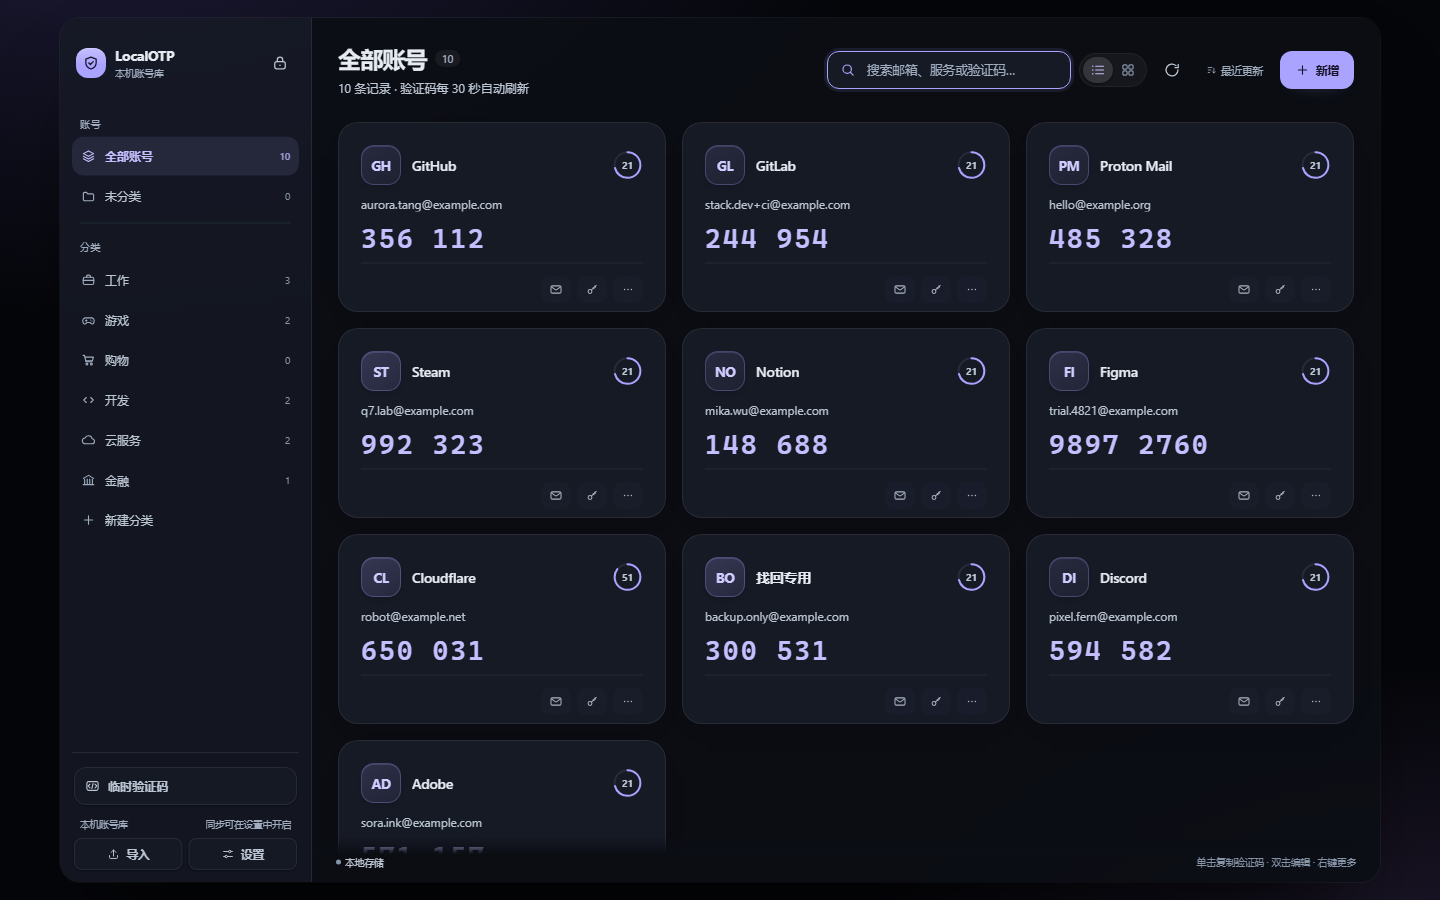 LocalOTP
本机账号库
账号
全部账号 10
未分类 0
分类
工作 3
游戏 2
购物 0
开发 2
云服务 2
金融 1
新建分类
临时验证码
本机账号库 同步可在设置中开启
导入 设置
全部账号 10
10 条记录 · 验证码每 30 秒自动刷新
搜索邮箱、服务或验证码...
最近更新
新增
GH GitHub 21
aurora.tang@example.com
356 112
GL GitLab 21
stack.dev+ci@example.com
244 954
PM Proton Mail 21
hello@example.org
485 328
ST Steam 21
q7.lab@example.com
992 323
NO Notion 21
mika.wu@example.com
148 688
FI Figma 21
trial.4821@example.com
9897 2760
CL Cloudflare 51
robot@example.net
650 031
BO 找回专用 21
backup.only@example.com
300 531
DI Discord 21
pixel.fern@example.com
594 582
AD Adobe 21
sora.ink@example.com
本地存储
单击复制验证码 · 双击编辑 · 右键更多